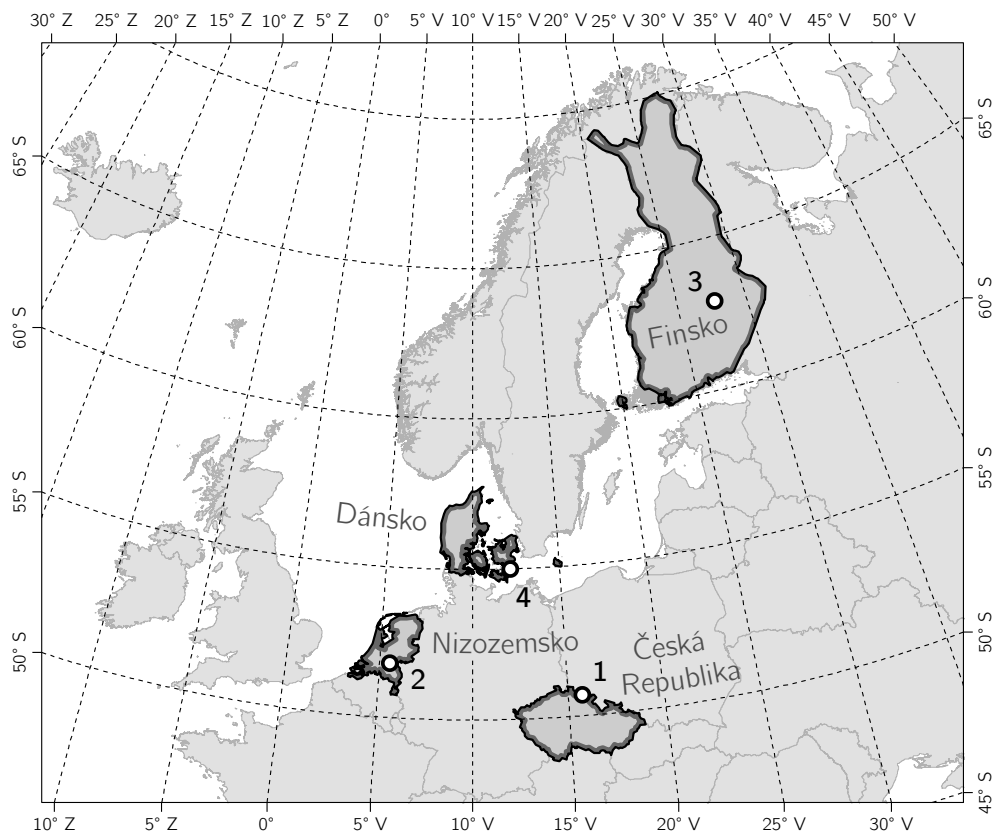 30° Z 25° Z 20° Z 15° Z 10° Z 5° Z 0° 5° V 10° V 15° V 20° V 25° V 30° V 35° V 40° V 45° V 50° V
65° S
65° S
3
60° S
Finsko
60° S
55° S
55° S
Dánsko
4
50° S
Nizozemsko
Česká
Republika
50° S
1
2
45° S
10° Z 5° Z 0° 5° V 10° V 15° V 20° V 25° V 30° V